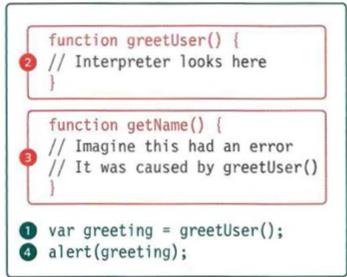 function greetUser() {
2 // Interpreter looks here
}
function getName() {
// Imagine this had an error
3 // It was caused by greetUser()
}
1 var greeting = greetUser();
4 alert(greeting);